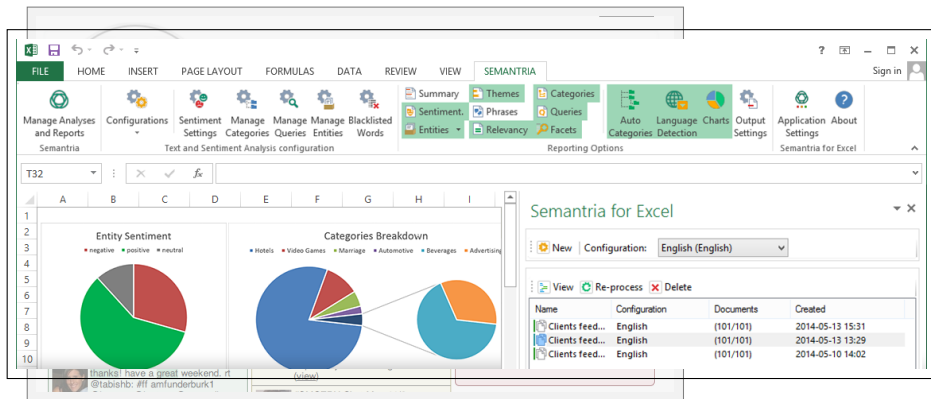 FILE HOME INSERT PAGE LAYOUT FORMULAS DATA REVIEW VIEW SEMANTRIA Sign in
Manage Analyses and Reports
Configurations
Sentiment Settings
Manage Categories
Manage Queries
Manage Entities
Blacklisted Words
Summary Themes Categories
Sentiment. Phrases Queries
Entities Relevancy Facets
Auto Categories
Language Detection
Charts
Output Settings
Application Settings
About
Semantria Text and Sentiment Analysis configuration Reporting Options Semantria for Excel
T32 fx
A B C D E F G H I
1
2
3
4
5
6
7
8
9
10
Entity Sentiment
negative positive neutral
Categories Breakdown
Hotels Video Games Marriage Automotive Beverages Advertising
Semantria for Excel
New Configuration: English (English)
View Re-process Delete
Name Configuration Documents Created
Clients feed... English (101/101) 2014-05-13 15:31
Clients feed... English (101/101) 2014-05-13 13:29
Clients feed... English (101/101) 2014-05-10 14:02
thanks! have a great weekend. rt
@tabishb: #ff amfunderburk1
(view)